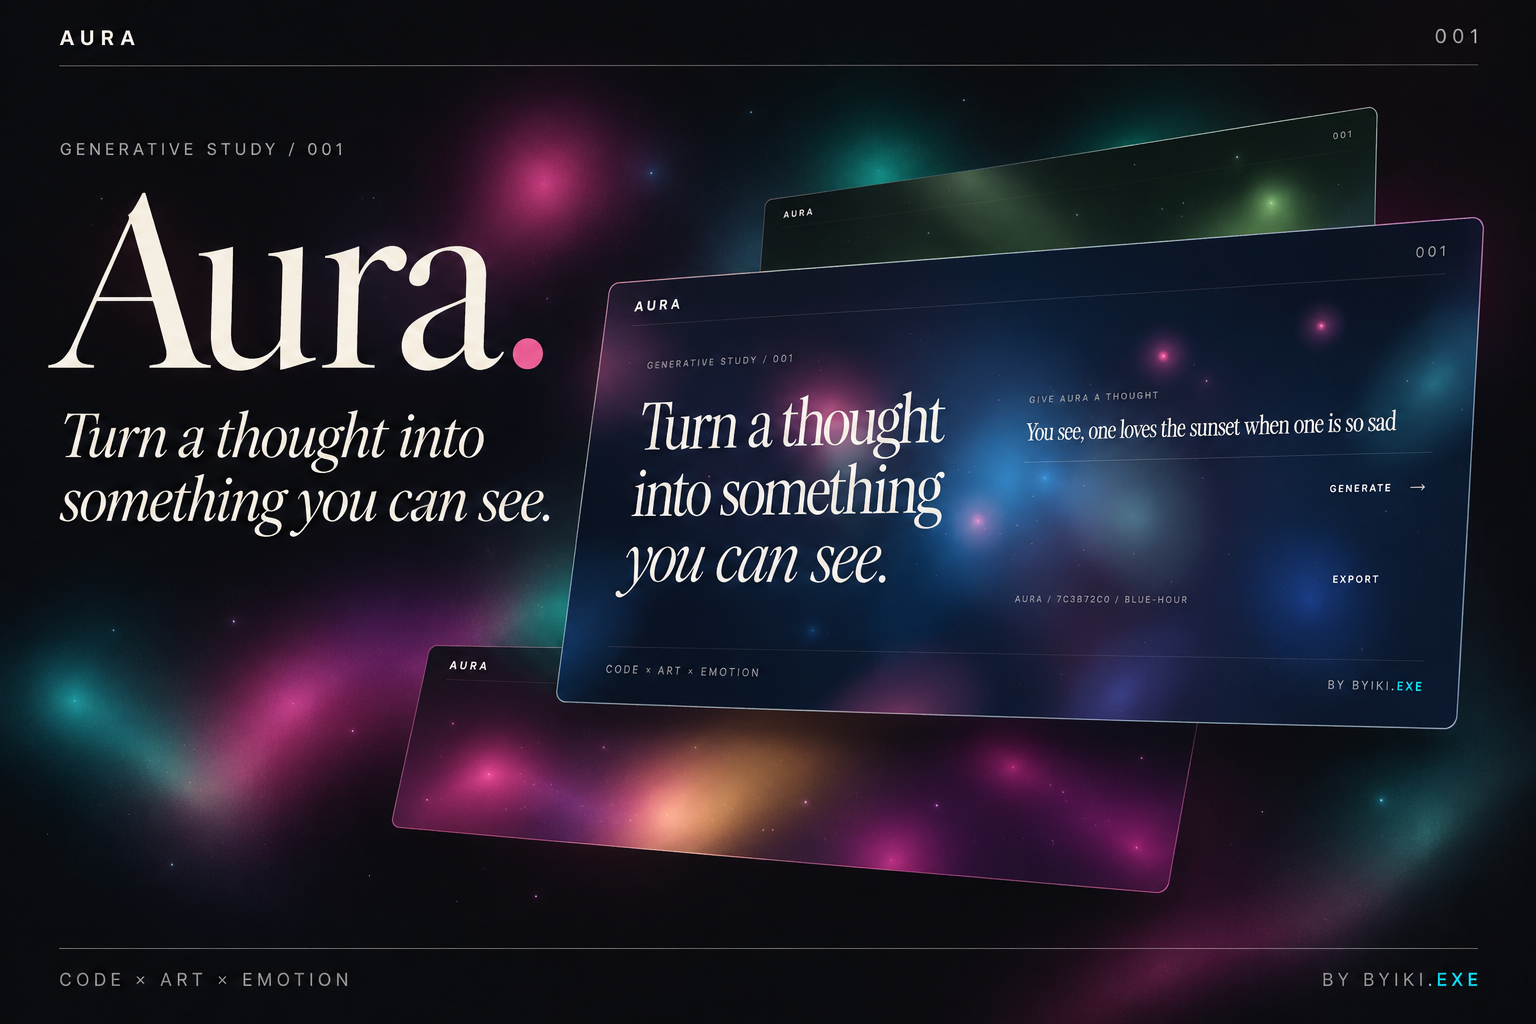 AURA
001
GENERATIVE STUDY / 001
Aura.
Turn a thought into
something you can see.
AURA
001
AURA
001
GENERATIVE STUDY / 001
Turn a thought
into something
you can see.
GIVE AURA A THOUGHT
You see, one loves the sunset when one is so sad
GENERATE →
EXPORT
AURA / 7C3B72C0 / BLUE-HOUR
CODE × ART × EMOTION
BY BYIKI.EXE
AURA
CODE × ART × EMOTION
BY BYIKI.EXE